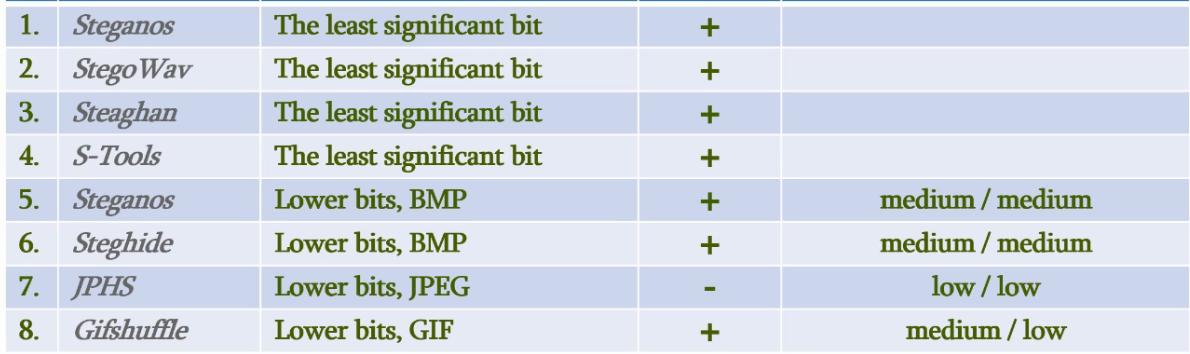 1. Steganos The least significant bit +
2. StegoWav The least significant bit +
3. Steaghan The least significant bit +
4. S-Tools The least significant bit +
5. Steganos Lower bits, BMP + medium / medium
6. Steghide Lower bits, BMP + medium / medium
7. JPHS Lower bits, JPEG - low / low
8. Gifshuffle Lower bits, GIF + medium / low